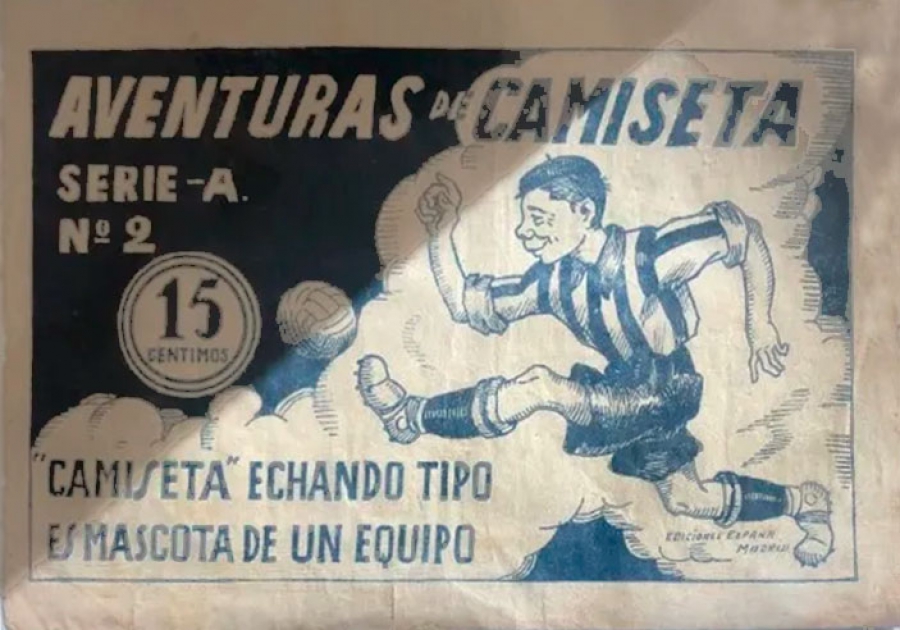 AVENTURAS DE CAMISETA
SERIE-A.
Nº 2
15
CENTIMOS
"CAMISETA" ECHANDO TIPO
ES MASCOTA DE UN EQUIPO
EDICIONES ESPAÑA
MADRID